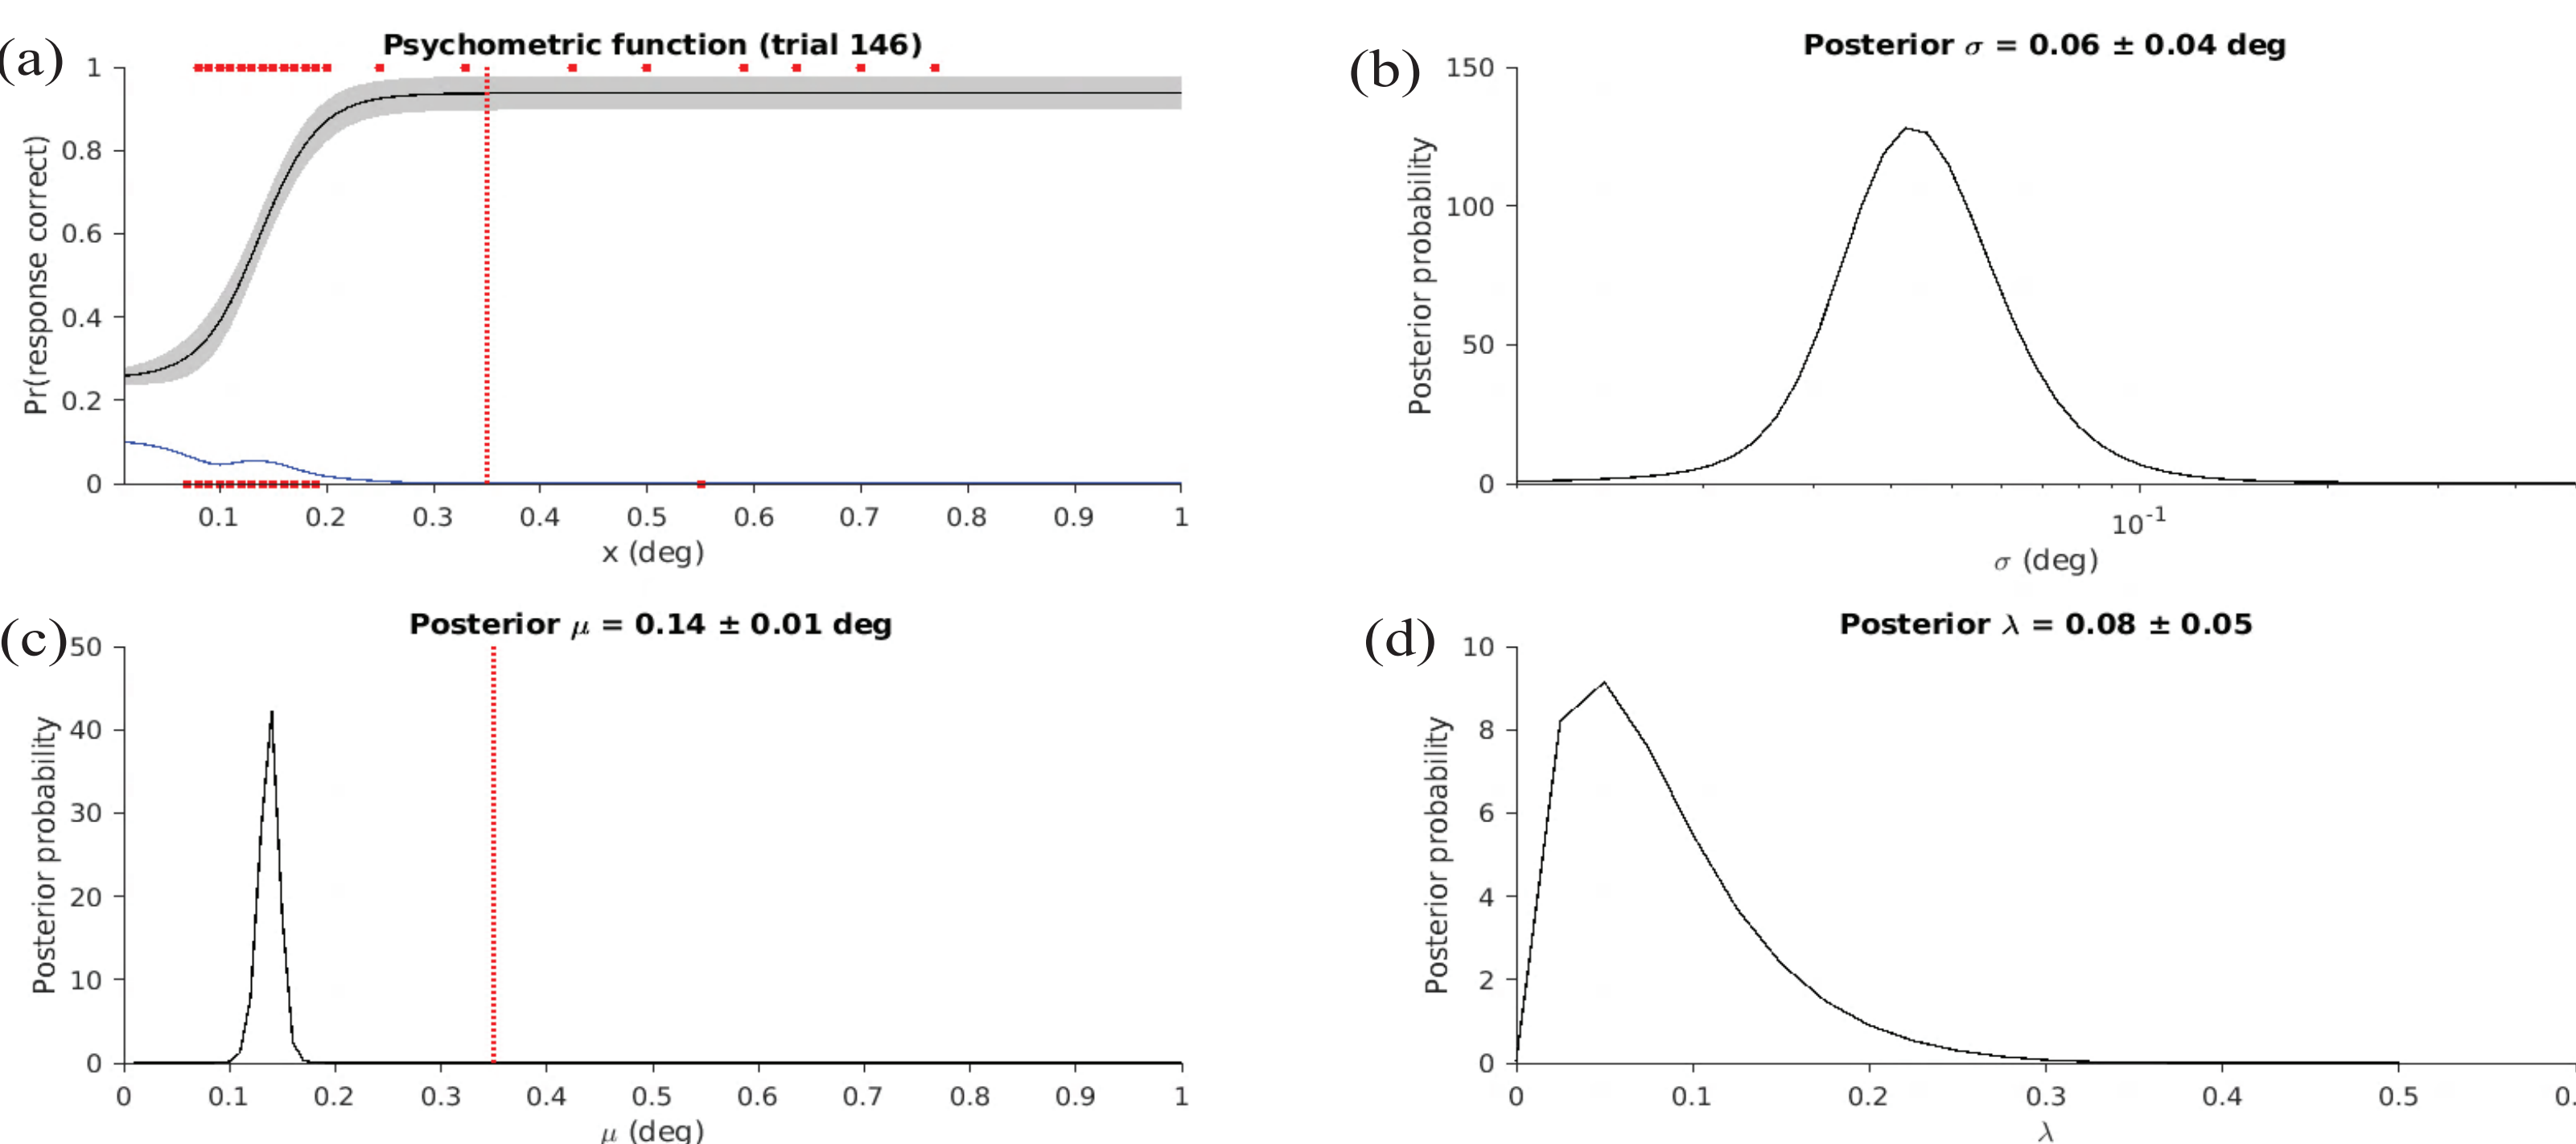 (a)
Psychometric function (trial 146)
Pr(response correct)
1
0.8
0.6
0.4
0.2
0
0.1 0.2 0.3 0.4 0.5 0.6 0.7 0.8 0.9 1
x (deg)
(b)
Posterior σ = 0.06 ± 0.04 deg
Posterior probability
150
100
50
0
10⁻¹
σ (deg)
(c)
Posterior μ = 0.14 ± 0.01 deg
Posterior probability
50
40
30
20
10
0
0 0.1 0.2 0.3 0.4 0.5 0.6 0.7 0.8 0.9 1
μ (deg)
(d)
Posterior λ = 0.08 ± 0.05
Posterior probability
10
8
6
4
2
0
0 0.1 0.2 0.3 0.4 0.5
λ